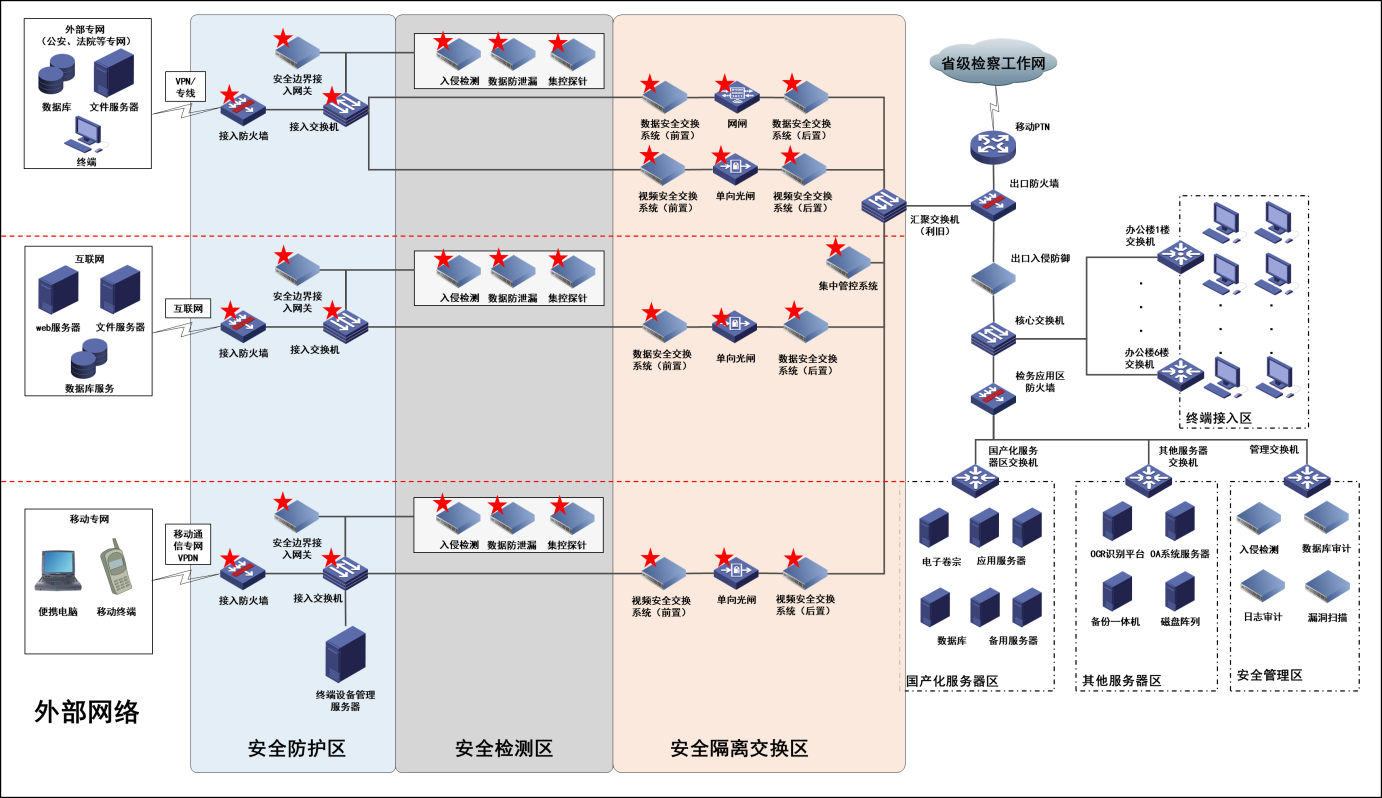 外部专网
（公安、法院等专网）
数据库
文件服务器
终端
VPN/
专线
接入防火墙
安全边界接
入网关
接入交换机
入侵检测
数据防泄漏
集控探针
数据安全交换
系统（前置）
网闸
数据安全交换
系统（后置）
视频安全交换
系统（前置）
单向光闸
视频安全交换
系统（后置）
互联网
web服务器
文件服务器
数据库服务
互联网
接入防火墙
安全边界接
入网关
接入交换机
入侵检测
数据防泄漏
集控探针
集中管控系统
数据安全交换
系统（前置）
单向光闸
数据安全交换
系统（后置）
移动专网
便携电脑
移动终端
移动通
信专网
VPDN
接入防火墙
安全边界接
入网关
接入交换机
入侵检测
数据防泄漏
集控探针
视频安全交换
系统（前置）
单向光闸
视频安全交换
系统（后置）
终端设备管理
服务器
外部网络
安全防护区
安全检测区
安全隔离交换区
省级检察工作网
移动PTN
出口防火墙
汇聚交换机
（利旧）
出口入侵防御
核心交换机
检务应用区
防火墙
办公楼1楼
交换机
办公楼6楼
交换机
终端接入区
国产化服务
器区交换机
其他服务器
交换机
管理交换机
电子卷宗
应用服务器
数据库
备用服务器
国产化服务器区
OCR识别平台
OA系统服务器
备份一体机
磁盘阵列
其他服务器区
入侵检测
数据库审计
日志审计
漏洞扫描
安全管理区